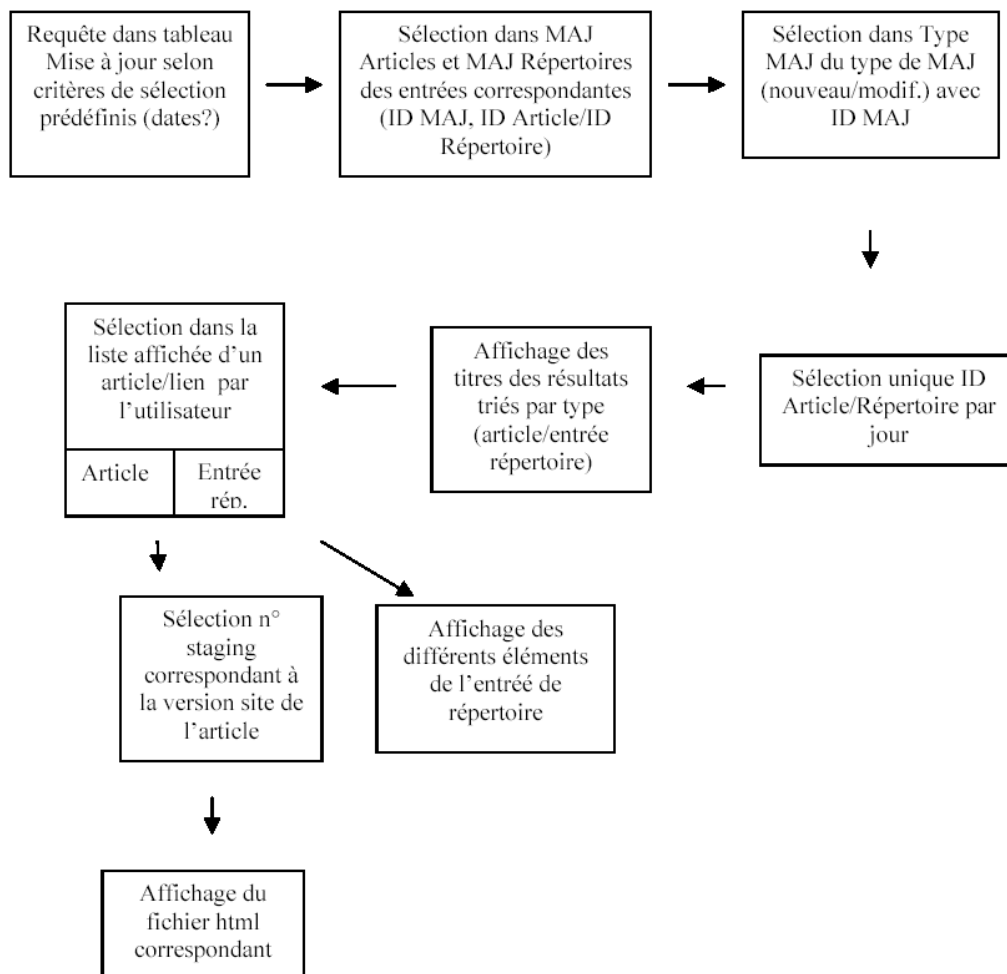 Requête dans tableau
Mise à jour selon
critères de sélection
prédéfinis (dates?)
Sélection dans MAJ
Articles et MAJ Répertoires
des entrées correspondantes
(ID MAJ, ID Article/ID
Répertoire)
Sélection dans Type
MAJ du type de MAJ
(nouveau/modif.) avec
ID MAJ
Sélection unique ID
Article/Répertoire par
jour
Affichage des
titres des résultats
triés par type
(article/entrée
répertoire)
Sélection dans la
liste affichée d’un
article/lien par
l’utilisateur
Article
Entrée
rép.
Sélection n°
staging
correspondant à
la version site de
l’article
Affichage des
différents éléments
de l’entréé de
répertoire
Affichage du
fichier html
correspondant